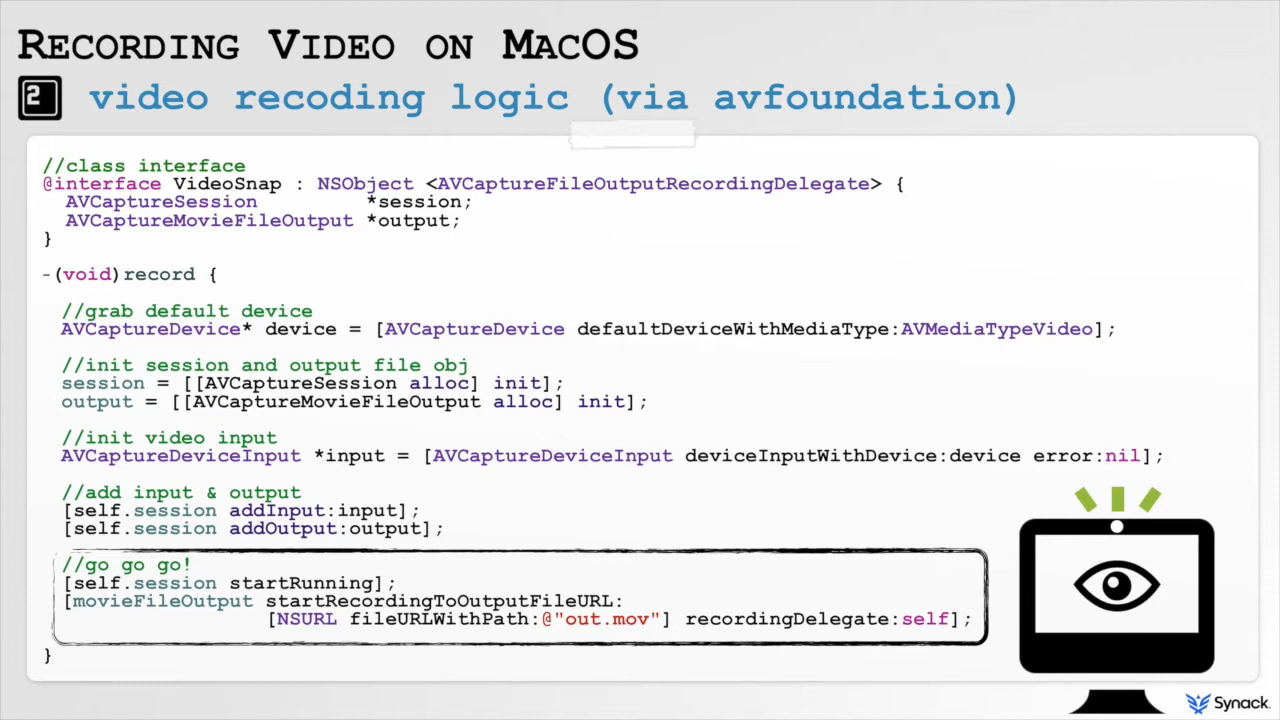 RECORDING VIDEO ON MACOS
2 video recoding logic (via avfoundation)
//class interface
@interface VideoSnap : NSObject <AVCaptureFileOutputRecordingDelegate> {
AVCaptureSession *session;
AVCaptureMovieFileOutput *output;
}
-(void)record {
//grab default device
AVCaptureDevice* device = [AVCaptureDevice defaultDeviceWithMediaType:AVMediaTypeVideo];
//init session and output file obj
session = [[AVCaptureSession alloc] init];
output = [[AVCaptureMovieFileOutput alloc] init];
//init video input
AVCaptureDeviceInput *input = [AVCaptureDeviceInput deviceInputWithDevice:device error:nil];
//add input & output
[self.session addInput:input];
[self.session addOutput:output];
//go go go!
[self.session startRunning];
[movieFileOutput startRecordingToOutputFileURL:
[NSURL fileURLWithPath:@"out.mov"] recordingDelegate:self];
}
Synack.